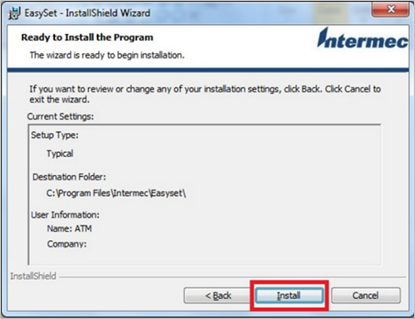 EasySet - InstallShield Wizard
Ready to Install the Program
The wizard is ready to begin installation.
Intermec
If you want to review or change any of your installation settings, click Back. Click Cancel to
exit the wizard.
Current Settings:
Setup Type:
Typical
Destination Folder:
C:\Program Files\Intermec\Easyset\
User Information:
Name: ATM
Company:
InstallShield
< Back
Install
Cancel